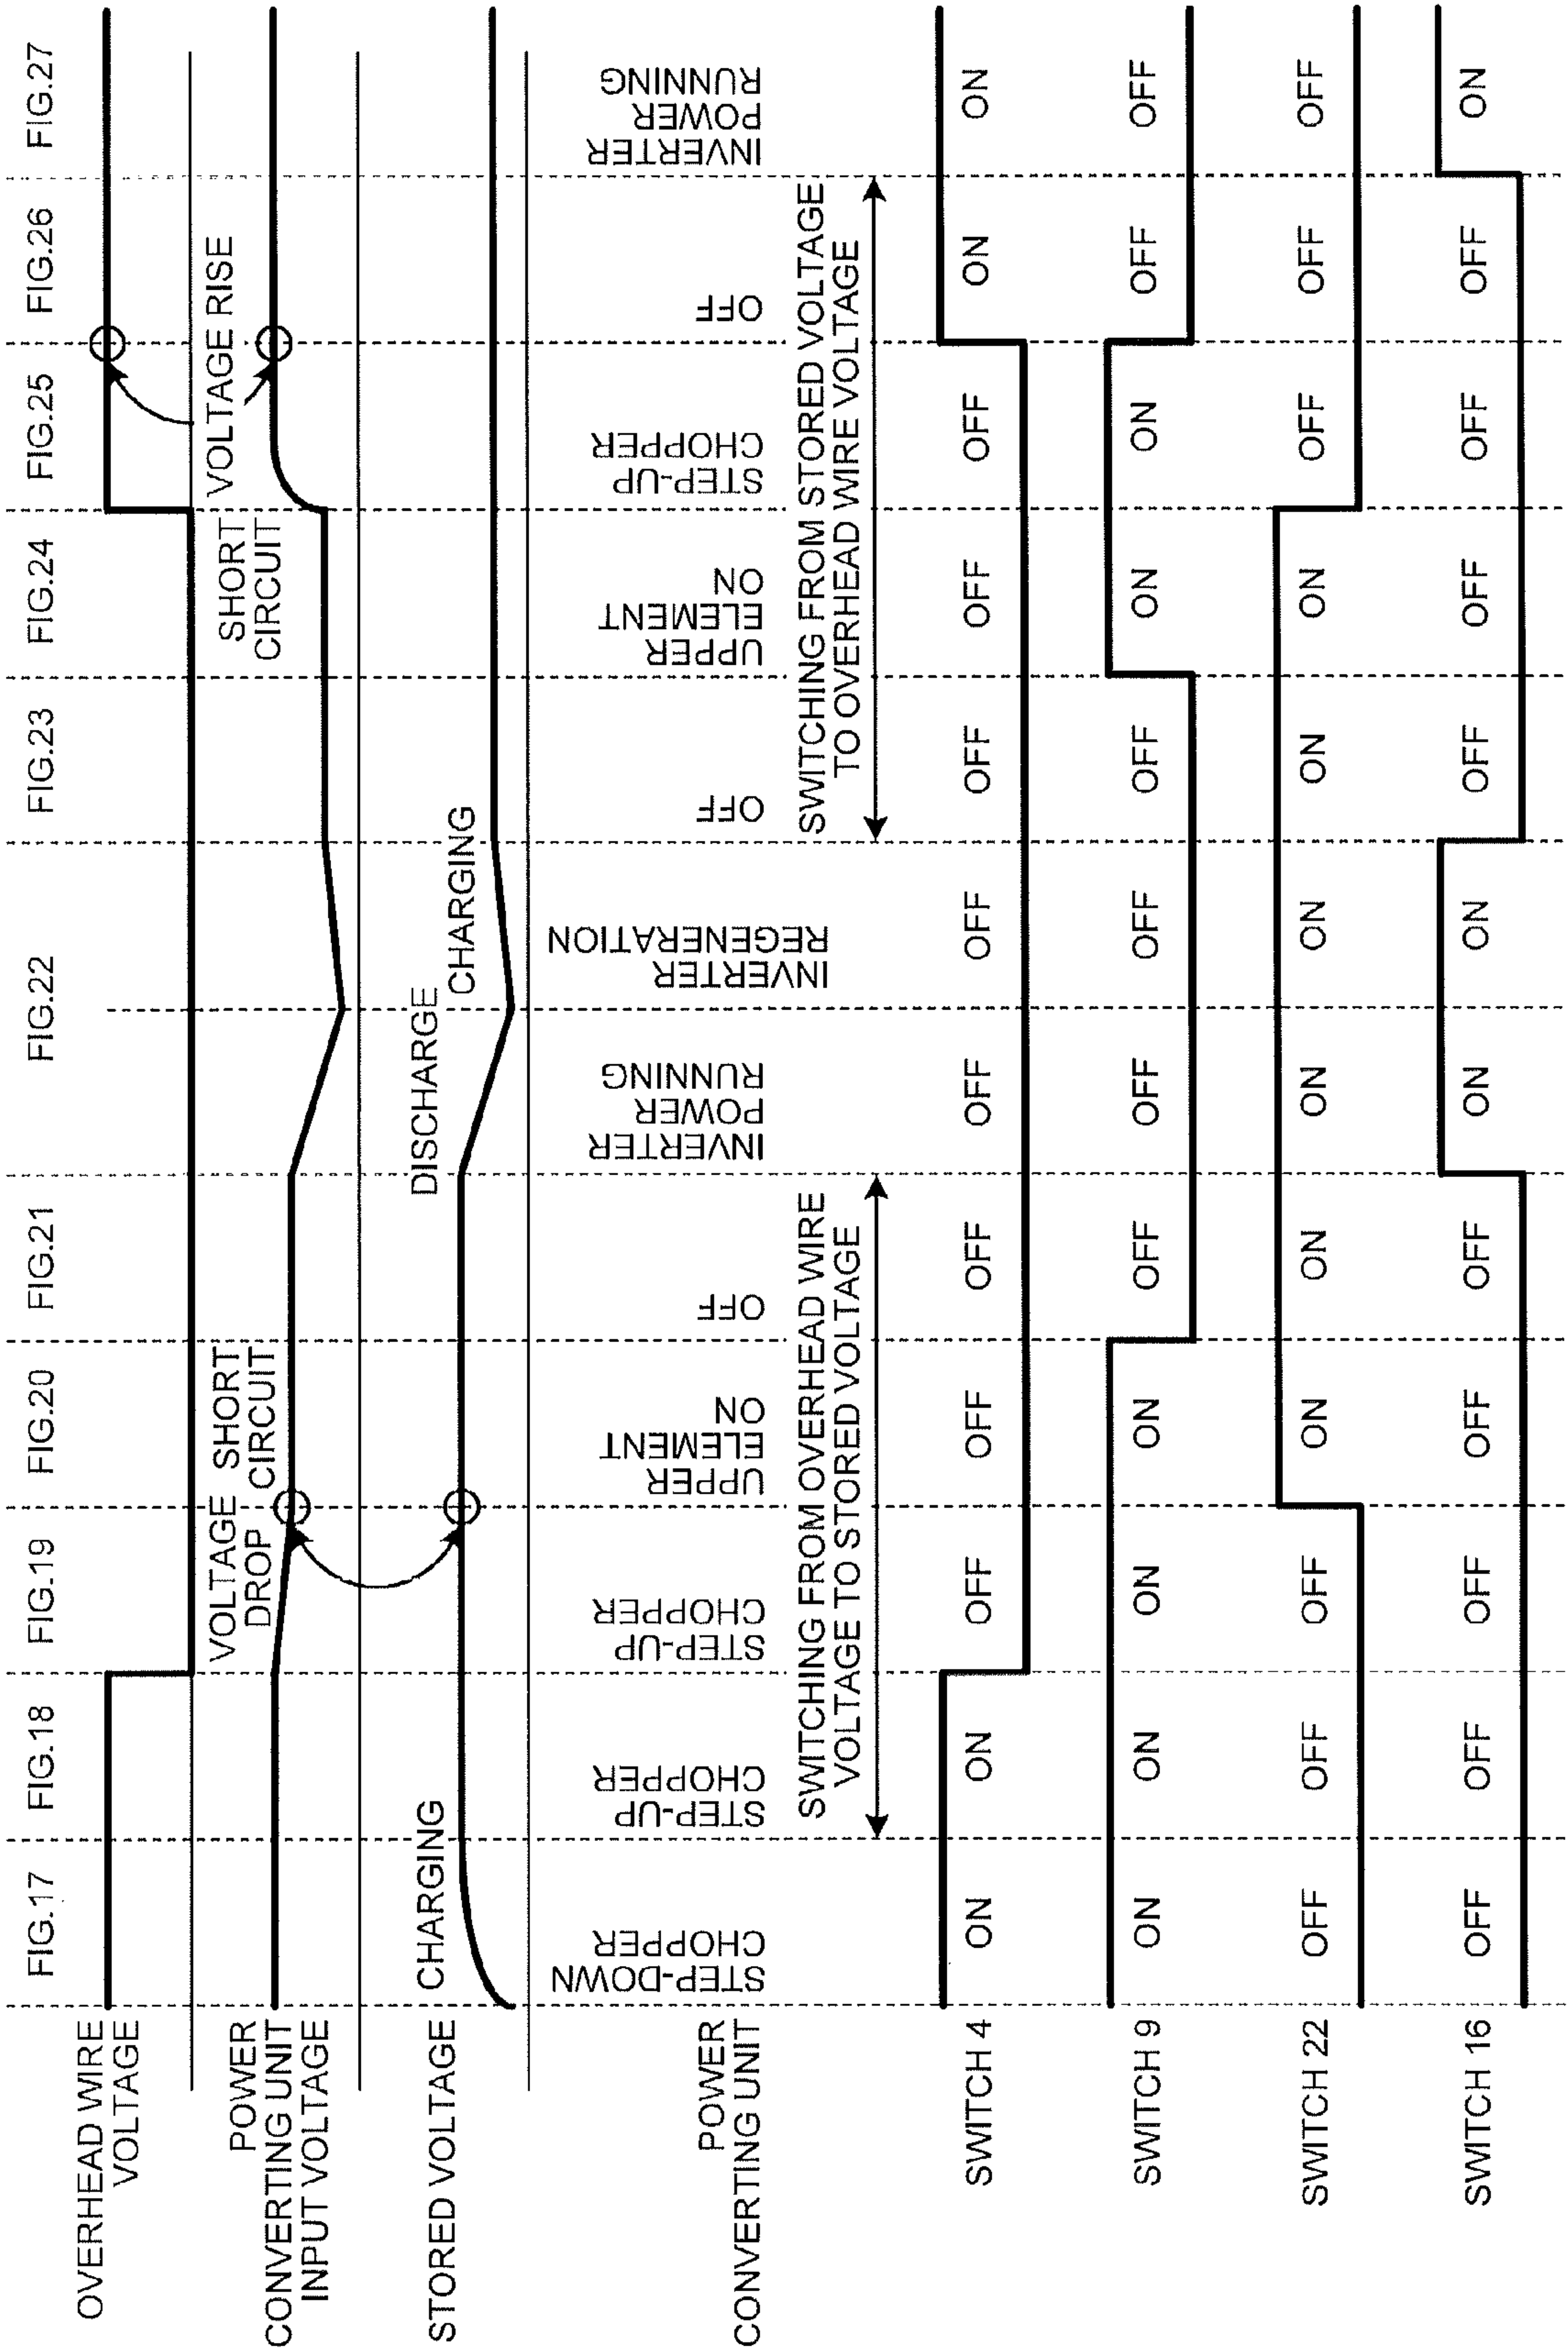 FIG.17
FIG.18
FIG.19
FIG.20
FIG.21
FIG.22
FIG.23
FIG.24
FIG.25
FIG.26
FIG.27
OVERHEAD WIRE
VOLTAGE
POWER
CONVERTING UNIT
INPUT VOLTAGE
VOLTAGE
DROP
SHORT
CIRCUIT
SHORT
CIRCUIT
VOLTAGE RISE
STORED VOLTAGE
CHARGING
DISCHARGE
CHARGING
POWER
CONVERTING UNIT
STEP-DOWN
CHOPPER
STEP-UP
CHOPPER
STEP-UP
CHOPPER
UPPER
ELEMENT
ON
OFF
INVERTER
POWER
RUNNING
INVERTER
REGENERATION
OFF
UPPER
ELEMENT
ON
STEP-UP
CHOPPER
OFF
INVERTER
POWER
RUNNING
SWITCHING FROM OVERHEAD WIRE
VOLTAGE TO STORED VOLTAGE
SWITCHING FROM STORED VOLTAGE
TO OVERHEAD WIRE VOLTAGE
SWITCH 4
ON
ON
OFF
OFF
OFF
OFF
OFF
OFF
OFF
OFF
ON
ON
SWITCH 9
ON
ON
ON
ON
OFF
OFF
OFF
OFF
ON
ON
OFF
OFF
SWITCH 22
OFF
OFF
OFF
ON
ON
ON
ON
ON
ON
OFF
OFF
OFF
SWITCH 16
OFF
OFF
OFF
OFF
OFF
ON
ON
OFF
OFF
OFF
OFF
ON